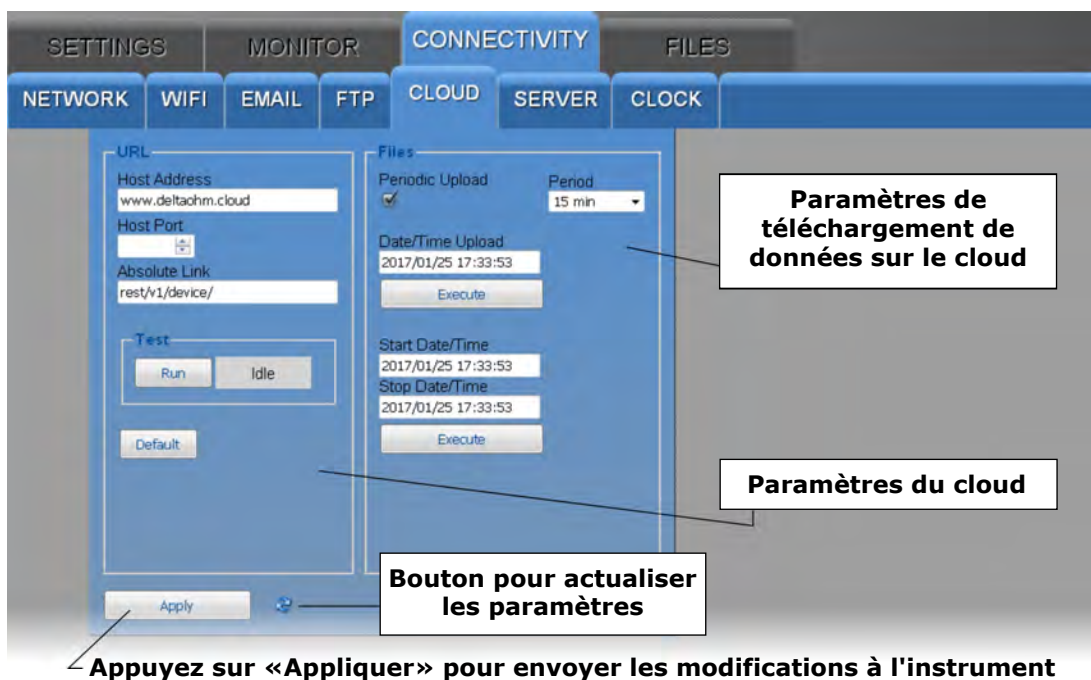 SETTINGS MONITOR CONNECTIVITY FILES
NETWORK WIFI EMAIL FTP CLOUD SERVER CLOCK
URL
Host Address
www.deltaohm.cloud
Host Port
Absolute Link
rest/v1/device/
Test
Run Idle
Default
Files
Periodic Upload Period
15 min
Date/Time Upload
2017/01/25 17:33:53
Execute
Start Date/Time
2017/01/25 17:33:53
Stop Date/Time
2017/01/25 17:33:53
Execute
Paramètres de
téléchargement de
données sur le cloud
Paramètres du cloud
Bouton pour actualiser
les paramètres
Apply
Appuyez sur «Appliquer» pour envoyer les modifications à l'instrument